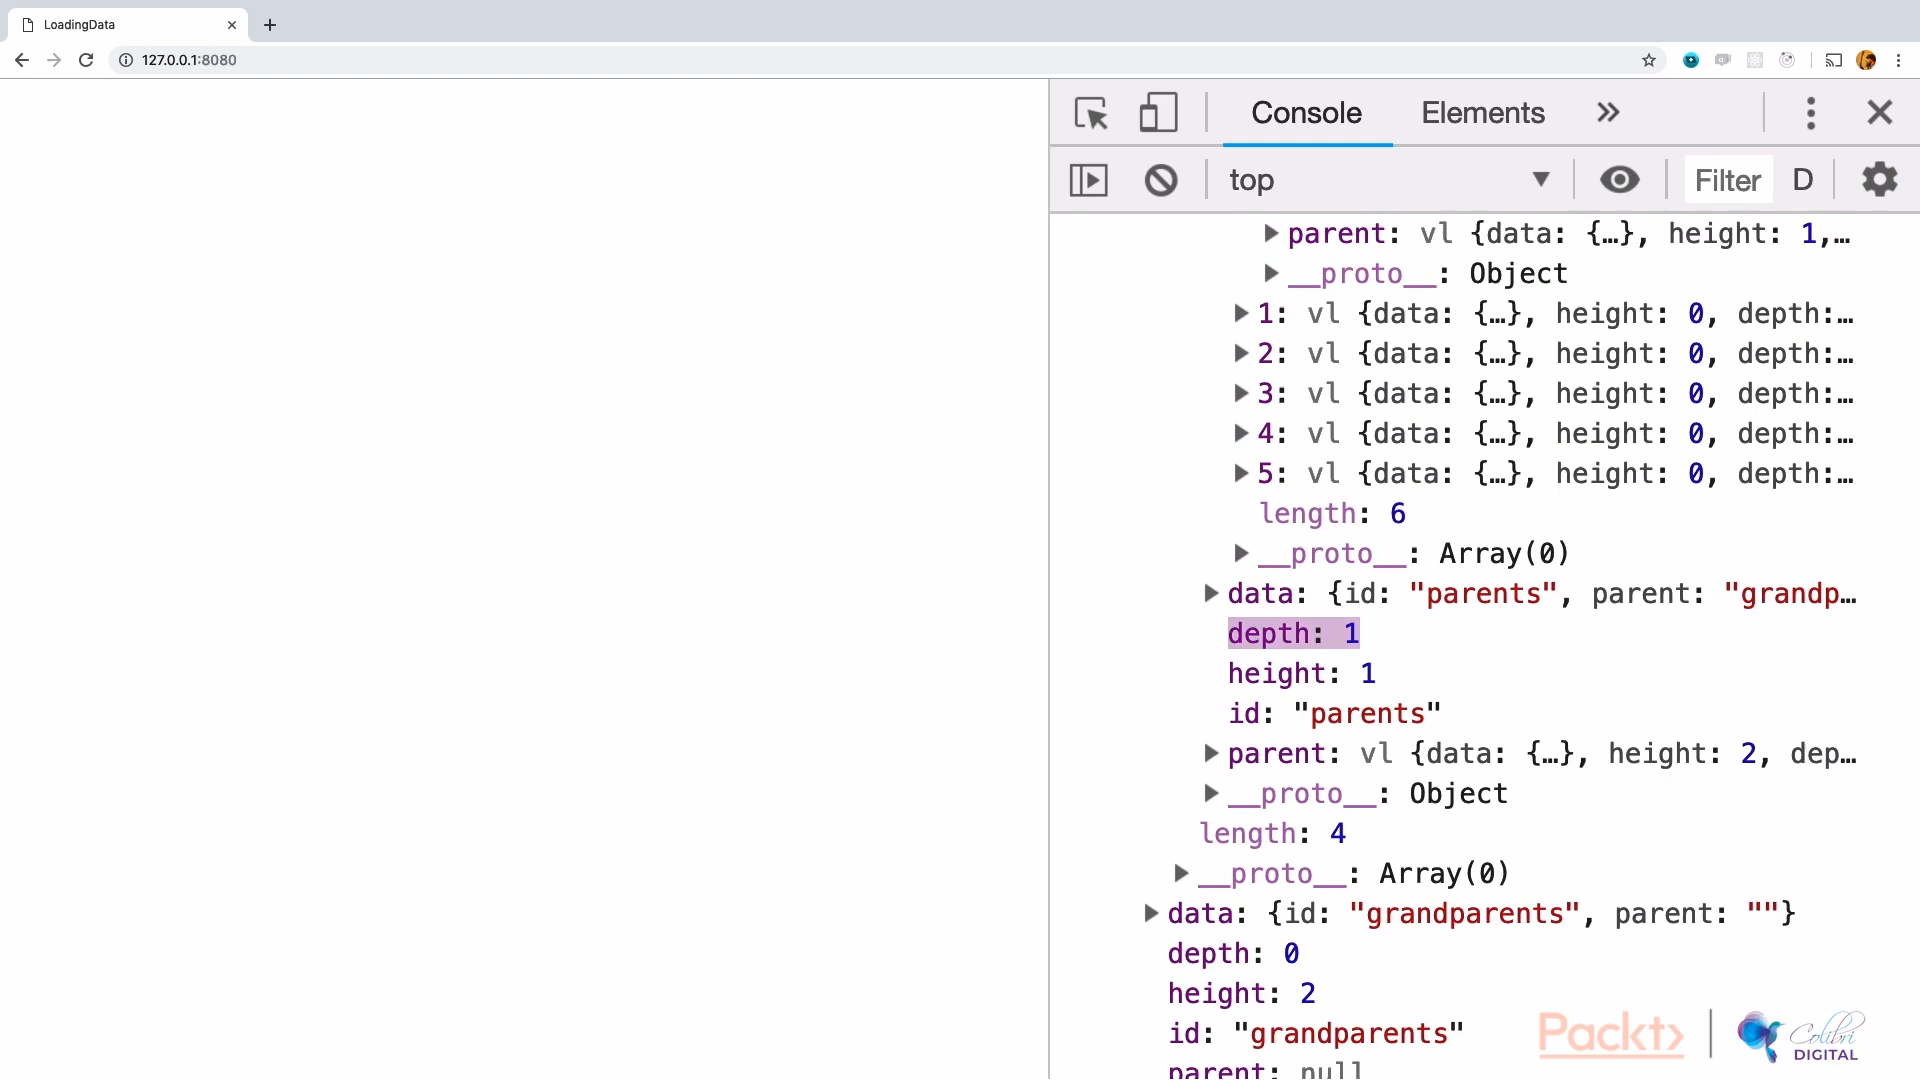 LoadingData
127.0.0.1:8080
Console Elements
top Filter D
parent: vl {data: {…}, height: 1,…
__proto__: Object
1: vl {data: {…}, height: 0, depth:…
2: vl {data: {…}, height: 0, depth:…
3: vl {data: {…}, height: 0, depth:…
4: vl {data: {…}, height: 0, depth:…
5: vl {data: {…}, height: 0, depth:…
length: 6
__proto__: Array(0)
data: {id: "parents", parent: "grandp…
depth: 1
height: 1
id: "parents"
parent: vl {data: {…}, height: 2, dep…
__proto__: Object
length: 4
__proto__: Array(0)
data: {id: "grandparents", parent: ""}
depth: 0
height: 2
id: "grandparents"
parent: null
Packt>
Colibri
DIGITAL